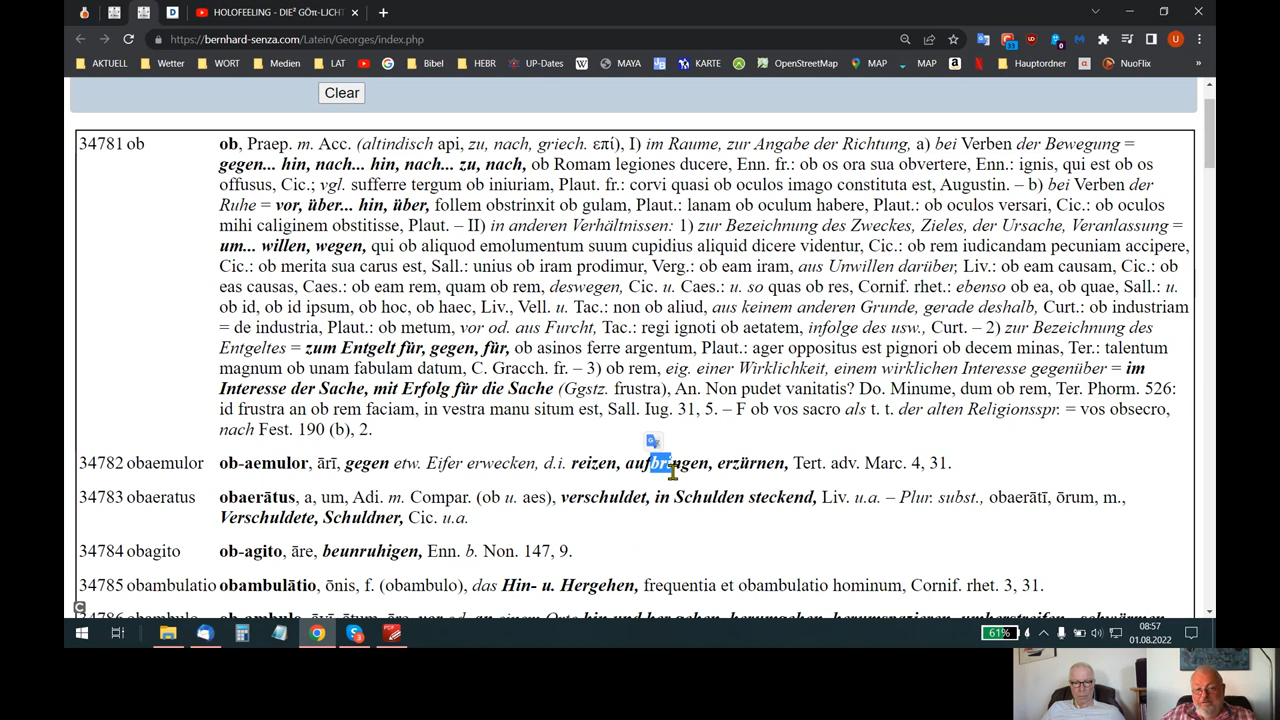 HOLOFEELING - DIE² GÖπ-LJCHT
https://bernhard-senza.com/Latein/Georges/index.php
AKTUELL Wetter WORT Medien LAT Bibel HEBR UP-Dates MAYA KARTE OpenStreetMap MAP MAP Hauptordner NuoFlix »
Clear
34781 ob ob, Praep. m. Acc. (altindisch api, zu, nach, griech. επί), I) im Raume, zur Angabe der Richtung, a) bei Verben der Bewegung =
gegen... hin, nach... hin, nach... zu, nach, ob Romam legiones ducere, Enn. fr.: ob os ora sua obvertere, Enn.: ignis, qui est ob os
offusus, Cic.; vgl. sufferre tergum ob iniurium, Plaut. fr.: corvi quasi ob oculos imago constituta est, Augustin. – b) bei Verben der
Ruhe = vor, über... hin, über, follem obstrinxit ob gulam, Plaut.: lanam ob oculum habere, Plaut.: ob oculos versari, Cic.: ob oculos
mihi caliginem obstitisse, Plaut. – II) in anderen Verhältnissen: 1) zur Bezeichnung des Zweckes, Zieles, der Ursache, Veranlassung =
um... willen, wegen, qui ob aliquod emolumentum suum cupidius aliquid dicere videntur, Cic.: ob rem iudicandam pecuniam accipere,
Cic.: ob merita sua carus est, Sall.: unius ob iram prodimur, Verg.: ob eam iram, aus Unwillen darüber, Liv.: ob eam causam, Cic.: ob
eas causas, Caes.: ob eam rem, quam ob rem, deswegen, Cic. u. Caes.: u. so quas ob res, Cornif. rhet.: ebenso ob ea, ob quae, Sall.: u.
ob id, ob id ipsum, ob hoc, ob haec, Liv., Vell. u. Tac.: non ob aliud, aus keinem anderen Grunde, gerade deshalb, Curt.: ob industriam
= de industria, Plaut.: ob metum, vor od. aus Furcht, Tac.: regi ignoti ob aetatem, infolge des usw., Curt. – 2) zur Bezeichnung des
Entgeltes = zum Entgelt für, gegen, für, ob asinos ferre argentum, Plaut.: ager oppositus est pignori ob decem minas, Ter.: talentum
magnum ob unam fabulam datum, C. Gracch. fr. – 3) ob rem, eig. einer Wirklichkeit, einem wirklichen Interesse gegenüber = im
Interesse der Sache, mit Erfolg für die Sache (Ggstz. frustra), An. Non pudet vanitatis? Do. Minume, dum ob rem, Ter. Phorm. 526:
id frustra an ob rem faciam, in vestra manu situm est, Sall. Iug. 31, 5. – F ob vos sacro als t. t. der alten Religionsspr. = vos obsecro,
nach Fest. 190 (b), 2.
34782 obaemulor ob-aemulor, ārī, gegen etw. Eifer erwecken, d.i. reizen, aufbringen, erzürnen, Tert. adv. Marc. 4, 31.
34783 obaeratus obaerātus, a, um, Adi. m. Compar. (ob u. aes), verschuldet, in Schulden steckend, Liv. u.a. – Plur. subst., obaerātī, ōrum, m.,
Verschuldete, Schuldner, Cic. u.a.
34784 obagito ob-agito, āre, beunruhigen, Enn. b. Non. 147, 9.
34785 obambulatio obambulātio, ōnis, f. (obambulo), das Hin- u. Hergehen, frequentia et obambulatio hominum, Cornif. rhet. 3, 31.
61%
08:57
01.08.2022